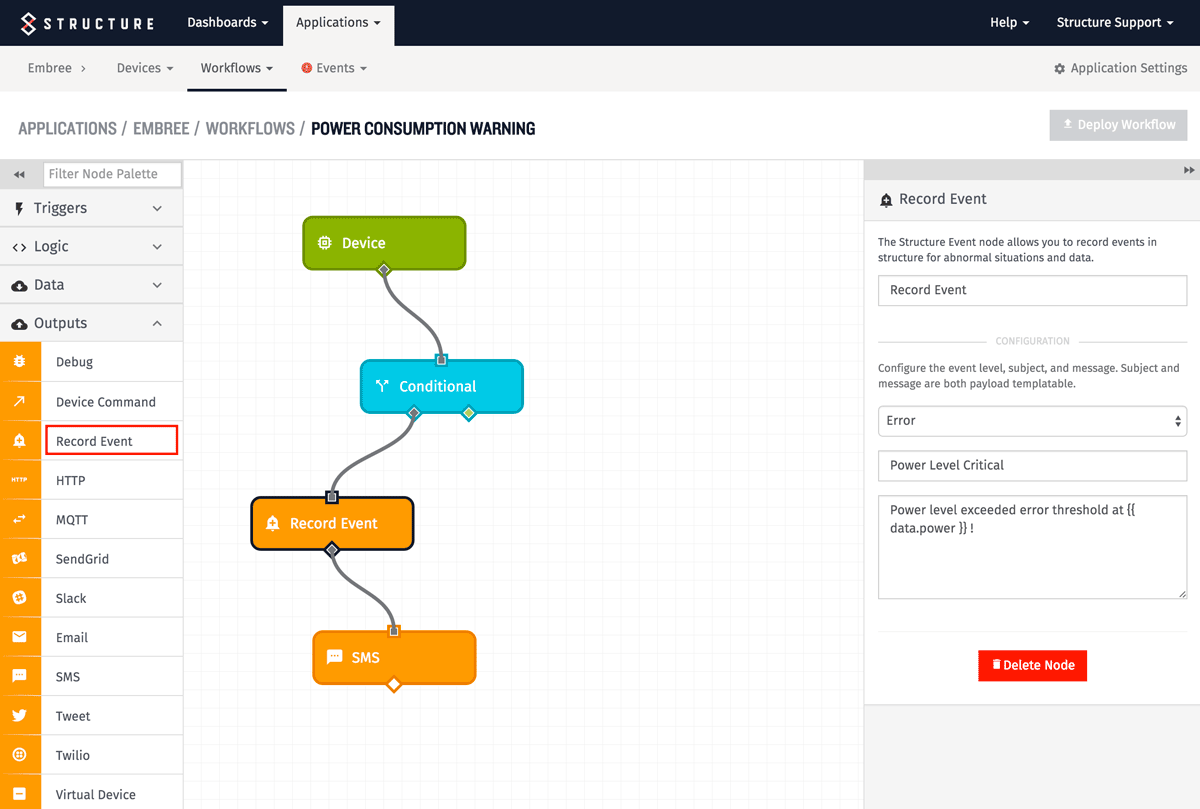 STRUCTURE
Dashboards
Applications
Help
Structure Support
Embree
Devices
Workflows
Events
Application Settings
APPLICATIONS / EMBREE / WORKFLOWS / POWER CONSUMPTION WARNING
Deploy Workflow
Filter Node Palette
Triggers
Logic
Data
Outputs
Debug
Device Command
Record Event
HTTP
HTTP
MQTT
SendGrid
Slack
Email
SMS
Tweet
Twilio
Virtual Device
Device
Conditional
Record Event
SMS
Record Event
The Structure Event node allows you to record events in
structure for abnormal situations and data.
Record Event
CONFIGURATION
Configure the event level, subject, and message. Subject and
message are both payload templatable.
Error
Power Level Critical
Power level exceeded error threshold at {{
data.power }} !
Delete Node